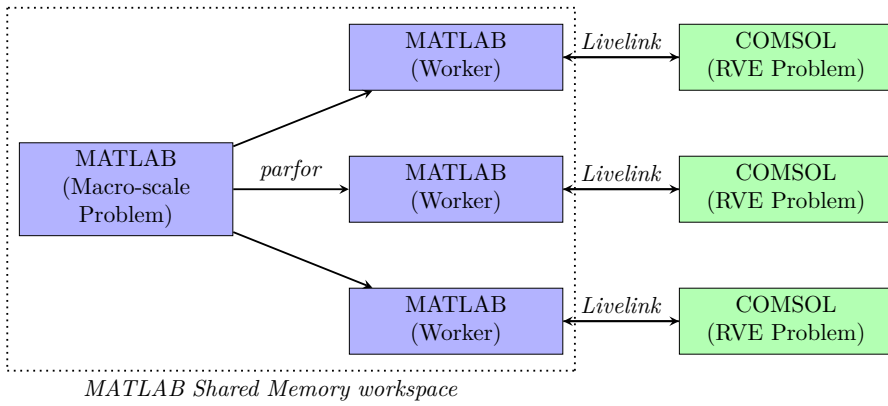 MATLAB
(Worker)
Livelink
COMSOL
(RVE Problem)
MATLAB
(Macro-scale
Problem)
parfor
MATLAB
(Worker)
Livelink
COMSOL
(RVE Problem)
MATLAB
(Worker)
Livelink
COMSOL
(RVE Problem)
MATLAB Shared Memory workspace